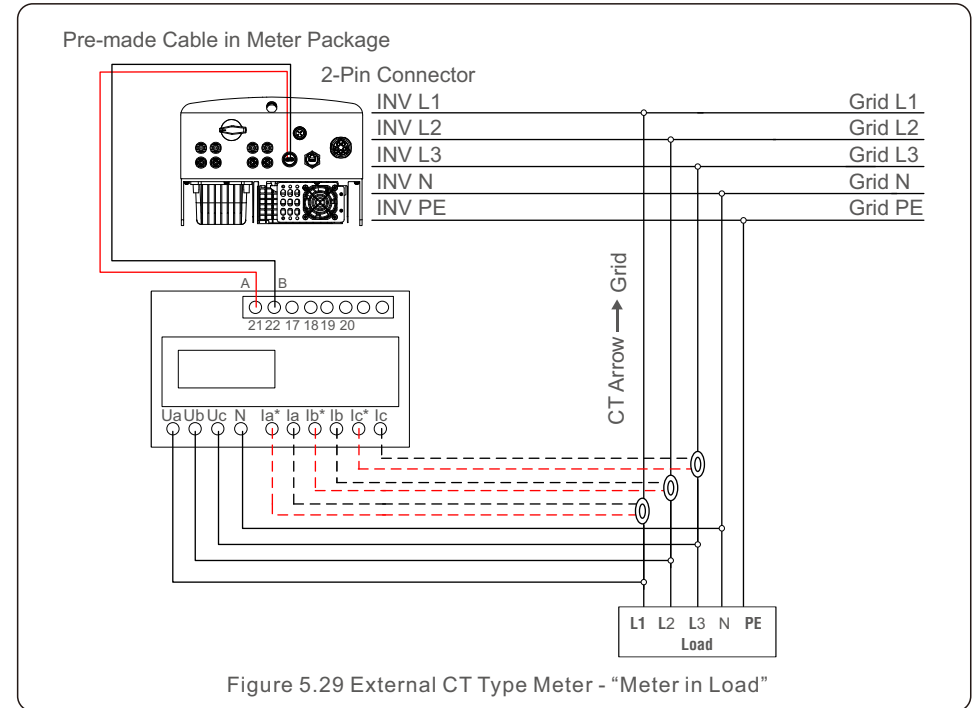 Pre-made Cable in Meter Package
2-Pin Connector
INV L1 Grid L1
INV L2 Grid L2
INV L3 Grid L3
INV N Grid N
INV PE Grid PE
CT Arrow → Grid
A B
21 22 17 18 19 20
Ua Ub Uc N Ia* Ia Ib* Ib Ic* Ic
L1 L2 L3 N PE
Load
Figure 5.29 External CT Type Meter - “Meter in Load”